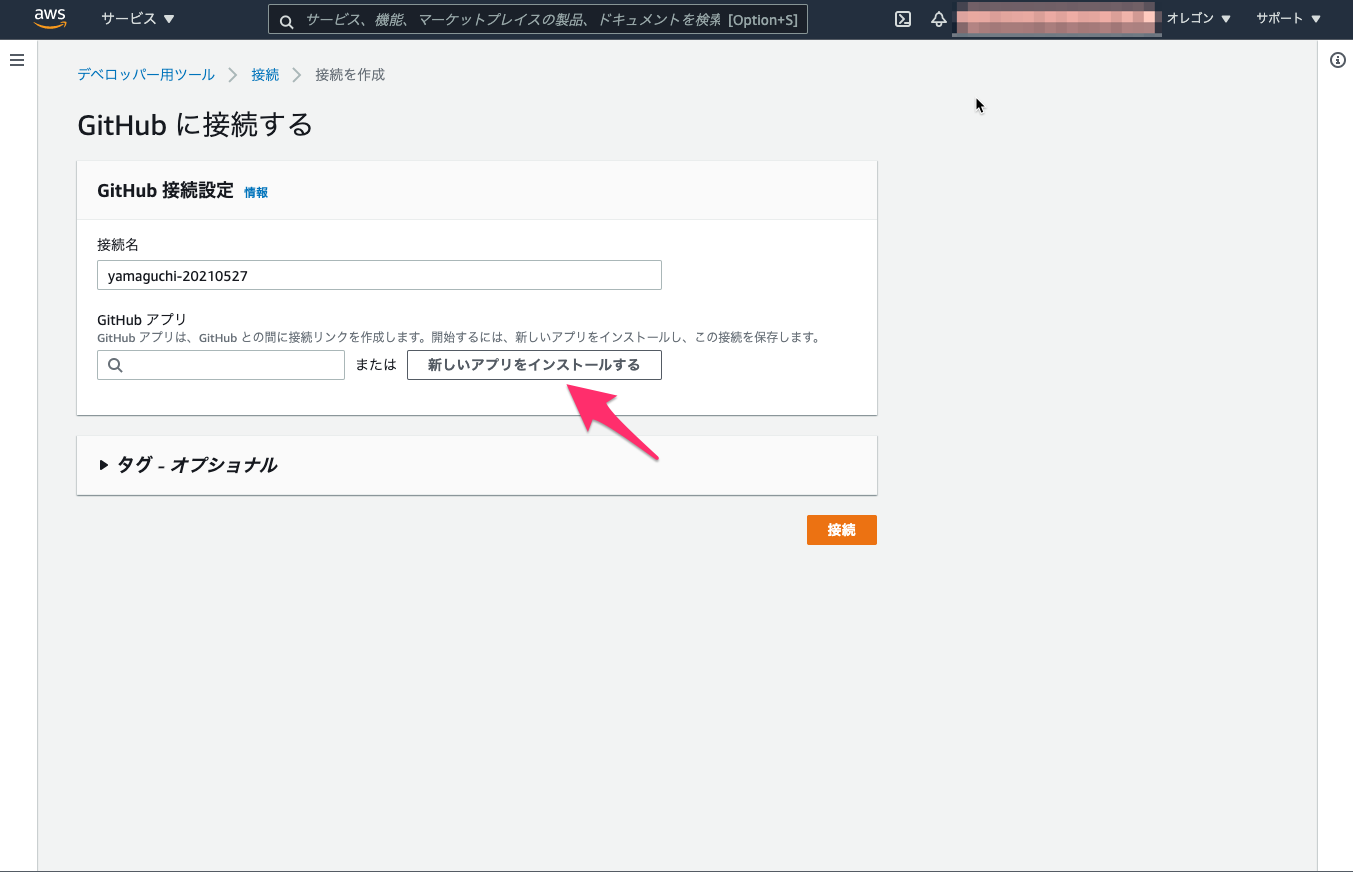 aws サービス ▼ サービス、機能、マーケットプレイスの製品、ドキュメントを検索 [Option+S] オレゴン ▼ サポート ▼
デベロッパー用ツール > 接続 > 接続を作成
GitHub に接続する
GitHub 接続設定 情報
接続名
yamaguchi-20210527
GitHub アプリ
GitHub アプリは、GitHub との間に接続リンクを作成します。開始するには、新しいアプリをインストールし、この接続を保存します。
または 新しいアプリをインストールする
タグ - オプショナル
接続